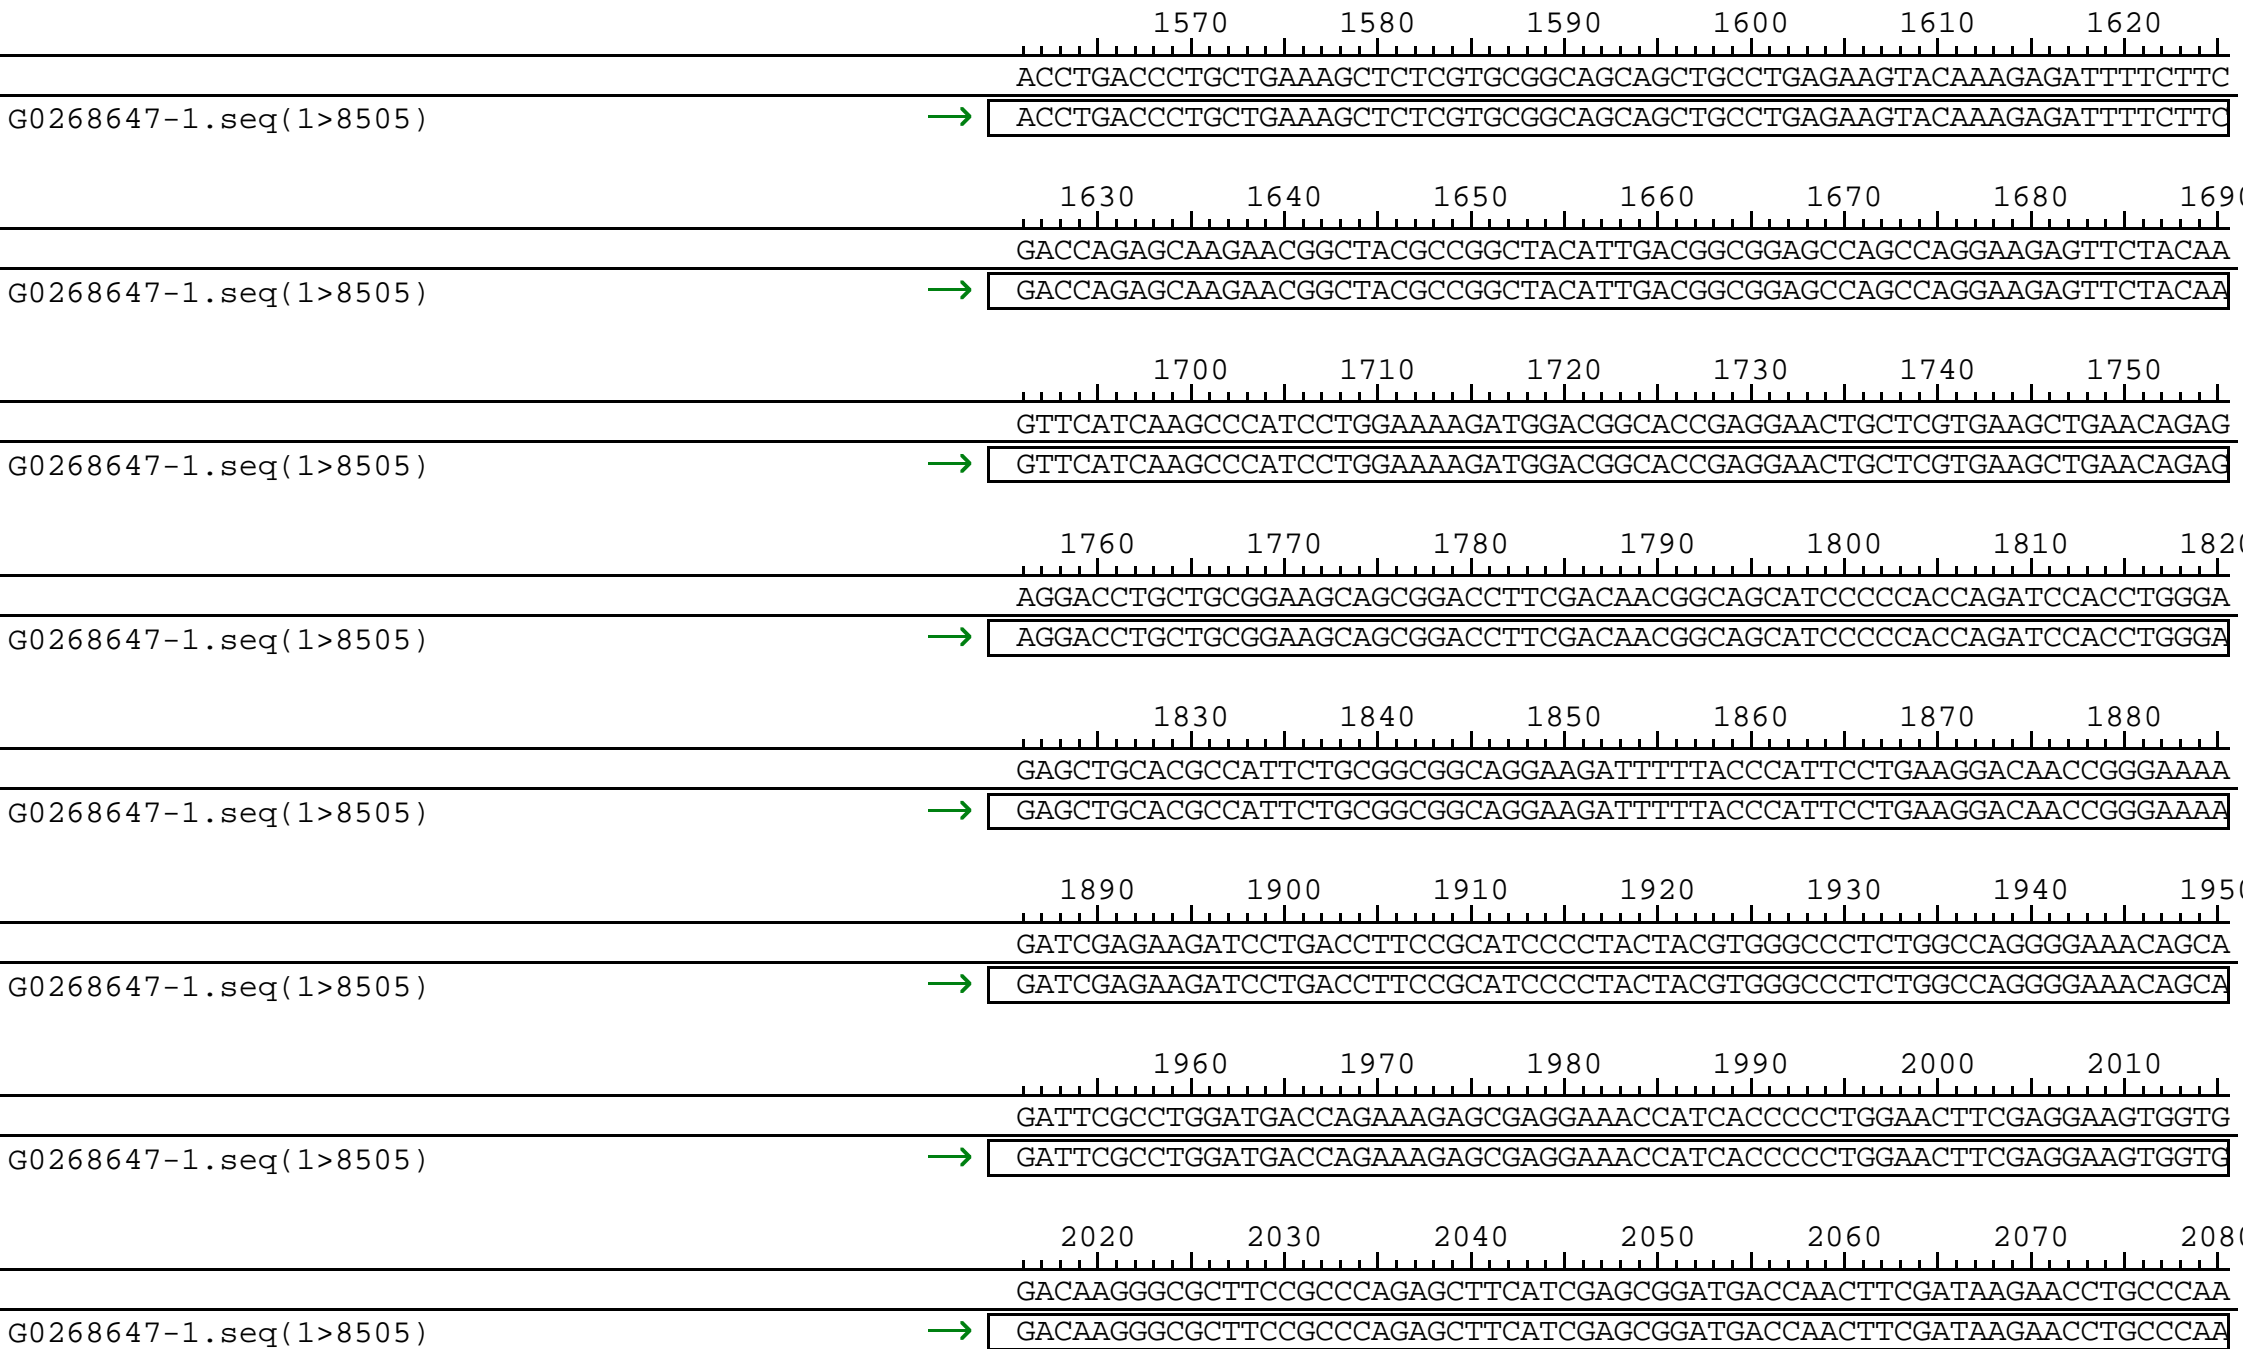 1570 1580 1590 1600 1610 1620
ACCTGACCCTGCTGAAAGCTCTCGTGCGGCAGCAGCTGCCTGAGAAGTACAAAGAGATTTTCTTC
G0268647-1.seq(1>8505) → ACCTGACCCTGCTGAAAGCTCTCGTGCGGCAGCAGCTGCCTGAGAAGTACAAAGAGATTTTCTTC
1630 1640 1650 1660 1670 1680 1690
GACCAGAGCAAGAACGGCTACGCCGGCTACATTGACGGCGGAGCCAGCCAGGAAGAGTTCTACAA
G0268647-1.seq(1>8505) → GACCAGAGCAAGAACGGCTACGCCGGCTACATTGACGGCGGAGCCAGCCAGGAAGAGTTCTACAA
1700 1710 1720 1730 1740 1750
GTTCATCAAGCCCATCCTGGAAAAGATGGACGGCACCGAGGAACTGCTCGTGAAGCTGAACAGAG
G0268647-1.seq(1>8505) → GTTCATCAAGCCCATCCTGGAAAAGATGGACGGCACCGAGGAACTGCTCGTGAAGCTGAACAGAG
1760 1770 1780 1790 1800 1810 1820
AGGACCTGCTGCGGAAGCAGCGGACCTTCGACAACGGCAGCATCCCCCACCAGATCCACCTGGGA
G0268647-1.seq(1>8505) → AGGACCTGCTGCGGAAGCAGCGGACCTTCGACAACGGCAGCATCCCCCACCAGATCCACCTGGGA
1830 1840 1850 1860 1870 1880
GAGCTGCACGCCATTCTGCGGCGGCAGGAAGATTTTTACCCATTCCTGAAGGACAACCGGGAAAA
G0268647-1.seq(1>8505) → GAGCTGCACGCCATTCTGCGGCGGCAGGAAGATTTTTACCCATTCCTGAAGGACAACCGGGAAAA
1890 1900 1910 1920 1930 1940 1950
GATCGAGAAGATCCTGACCTTCCGCATCCCCTACTACGTGGGCCCTCTGGCCAGGGGAAACAGCA
G0268647-1.seq(1>8505) → GATCGAGAAGATCCTGACCTTCCGCATCCCCTACTACGTGGGCCCTCTGGCCAGGGGAAACAGCA
1960 1970 1980 1990 2000 2010
GATTCGCCTGGATGACCAGAAAGAGCGAGGAAACCATCACCCCCTGGAACTTCGAGGAAGTGGTG
G0268647-1.seq(1>8505) → GATTCGCCTGGATGACCAGAAAGAGCGAGGAAACCATCACCCCCTGGAACTTCGAGGAAGTGGTG
2020 2030 2040 2050 2060 2070 2080
GACAAGGGCGCTTCCGCCCAGAGCTTCATCGAGCGGATGACCAACTTCGATAAGAACCTGCCCAA
G0268647-1.seq(1>8505) → GACAAGGGCGCTTCCGCCCAGAGCTTCATCGAGCGGATGACCAACTTCGATAAGAACCTGCCCAA